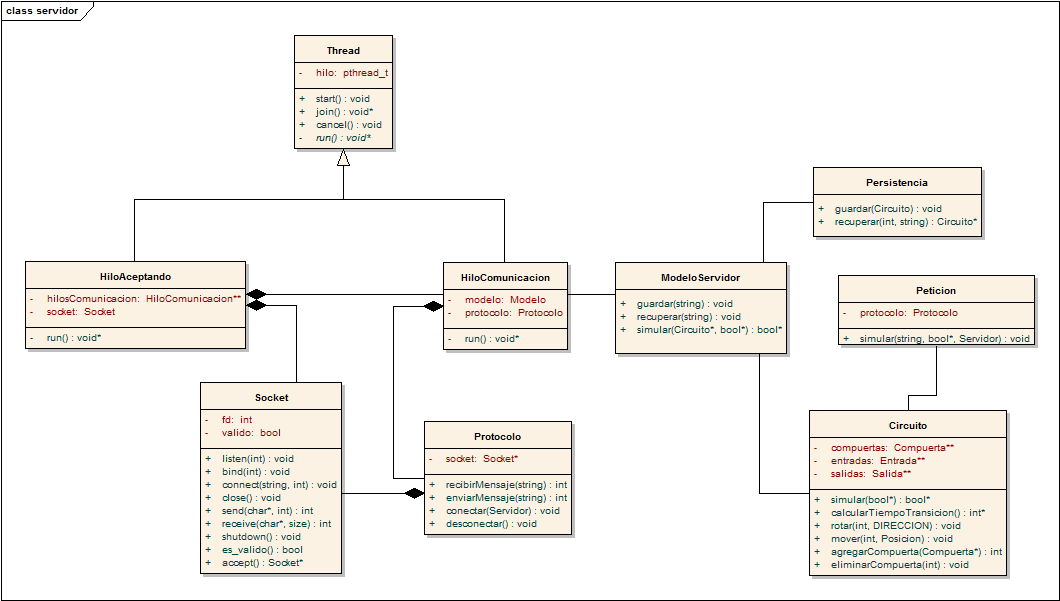 class servidor
Thread
- hilo: pthread_t
+ start() : void
+ join() : void*
+ cancel() : void
- run() : void*
Persistencia
+ guardar(Circuito) : void
+ recuperar(int, string) : Circuito*
HiloAceptando
- hilosComunicacion: HiloComunicacion**
- socket: Socket
- run() : void*
HiloComunicacion
- modelo: Modelo
- protocolo: Protocolo
- run() : void*
ModeloServidor
+ guardar(string) : void
+ recuperar(string) : void
+ simular(Circuito*, bool*) : bool*
Peticion
- protocolo: Protocolo
+ simular(string, bool*, Servidor) : void
Socket
- fd: int
- valido: bool
+ listen(int) : void
+ bind(int) : void
+ connect(string, int) : void
+ close() : void
+ send(char*, int) : int
+ receive(char*, size) : int
+ shutdown() : void
+ es_valido() : bool
+ accept() : Socket*
Protocolo
- socket: Socket*
+ recibirMensaje(string) : int
+ enviarMensaje(string) : int
+ conectar(Servidor) : void
+ desconectar() : void
Circuito
- compuertas: Compuerta**
- entradas: Entrada**
- salidas: Salida**
+ simular(bool*) : bool*
+ calcularTiempoTransicion() : int*
+ rotar(int, DIRECCION) : void
+ mover(int, Posicion) : void
+ agregarCompuerta(Compuerta*) : int
+ eliminarCompuerta(int) : void